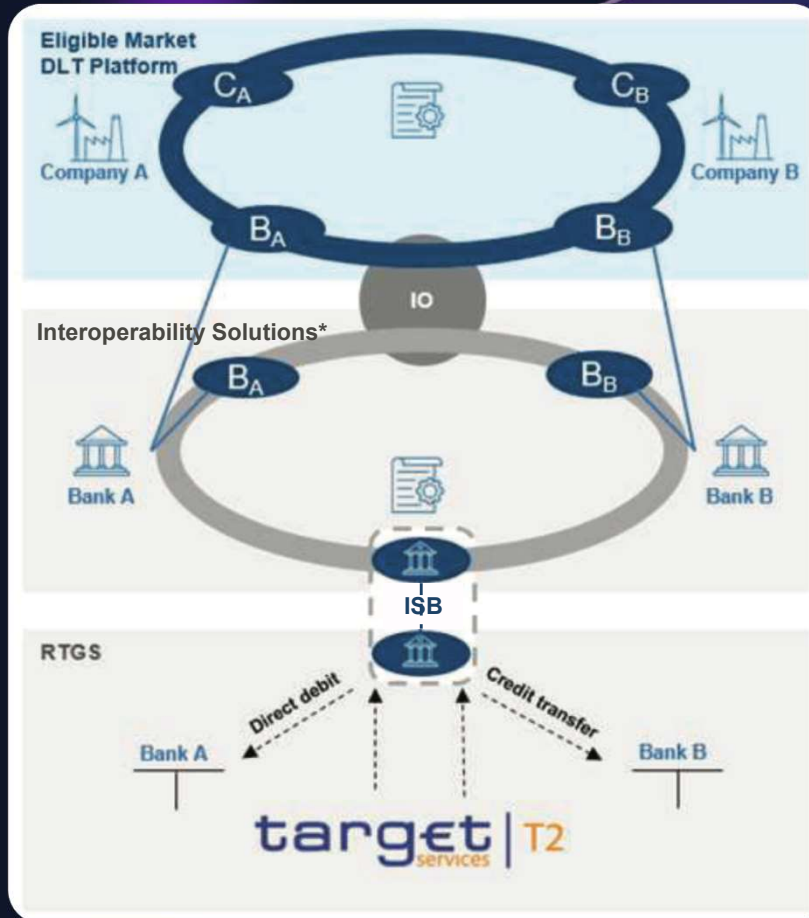 Eligible Market
DLT Platform
CA
CB
Company A
Company B
BA
BB
IO
Interoperability Solutions*
BA
BB
Bank A
Bank B
ISB
RTGS
Direct debit
Credit transfer
Bank A
Bank B
target | T2
services